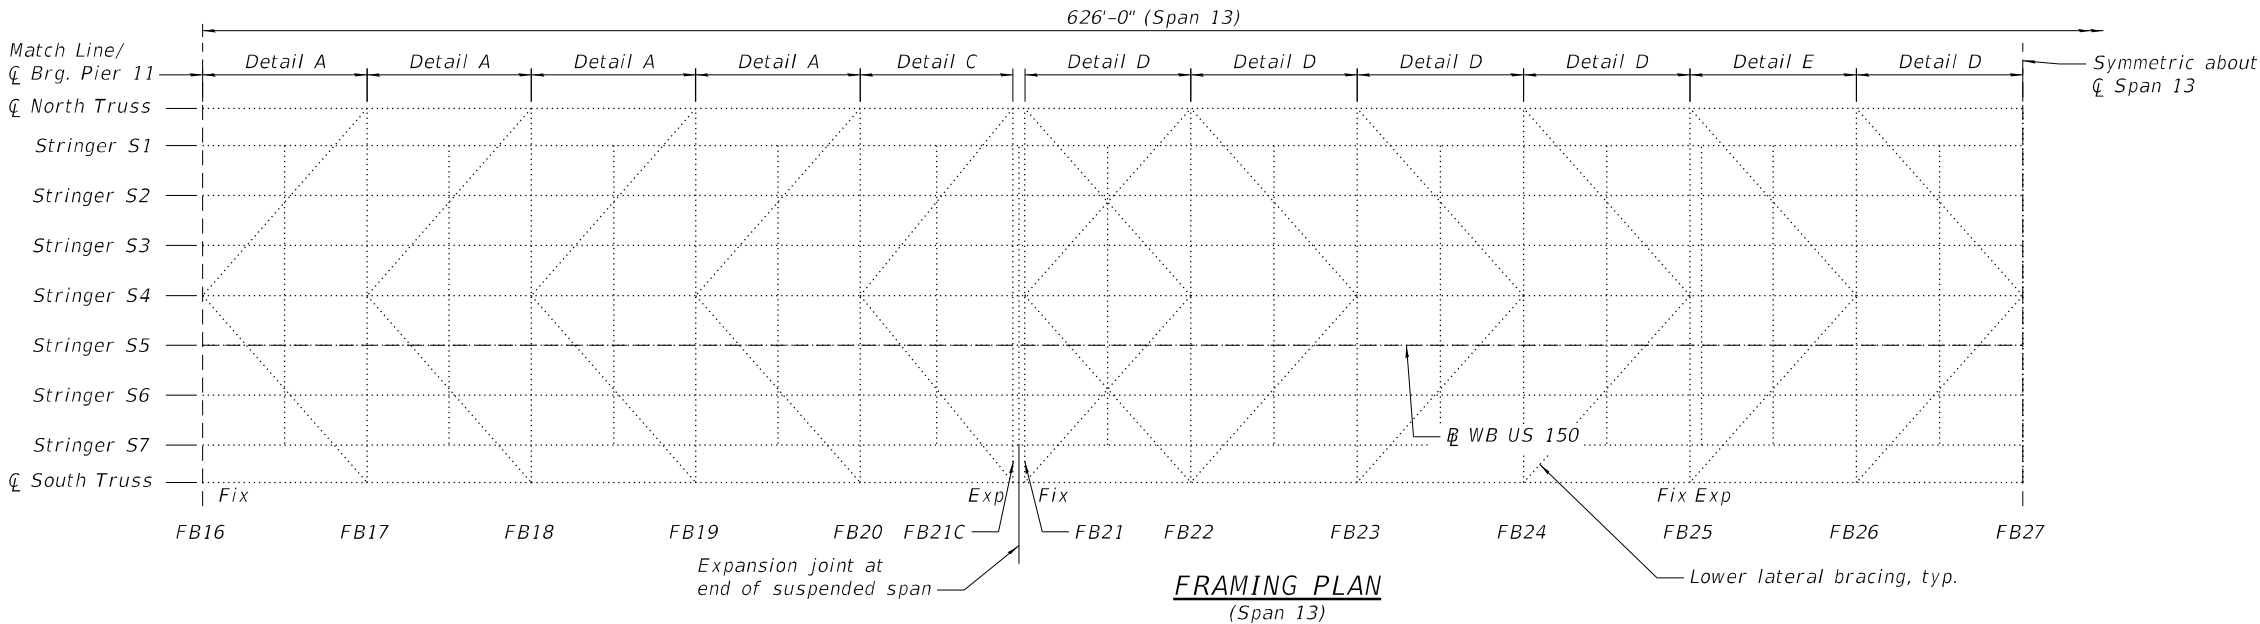 626'-0" (Span 13)
Match Line/
℄ Brg. Pier 11
Detail A
Detail A
Detail A
Detail A
Detail C
Detail D
Detail D
Detail D
Detail D
Detail E
Detail D
Symmetric about
℄ Span 13
℄ North Truss
Stringer S1
Stringer S2
Stringer S3
Stringer S4
Stringer S5
Stringer S6
Stringer S7
℄ South Truss
BL WB US 150
Fix
Exp
Fix
Fix Exp
FB16
FB17
FB18
FB19
FB20
FB21C
FB21
FB22
FB23
FB24
FB25
FB26
FB27
Expansion joint at
end of suspended span
Lower lateral bracing, typ.
FRAMING PLAN
(Span 13)